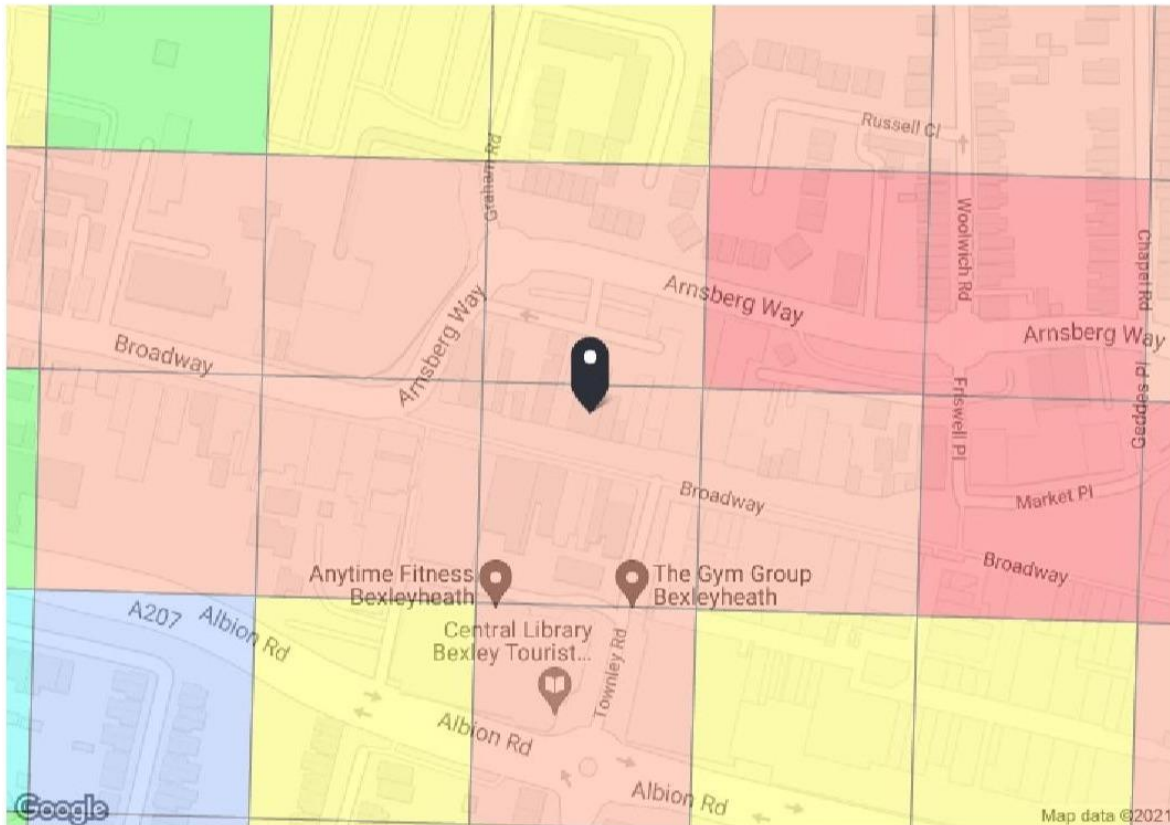 Russell Cl
Graham Rd
Woolwich Rd
Chapel Rd
Arnsberg Way
Arnsberg Way
Arnsberg Way
Broadway
Geddes Pl
Friswell Pl
Broadway
Market Pl
Broadway
Anytime Fitness
Bexleyheath
The Gym Group
Bexleyheath
A207
Albion Rd
Central Library
Bexley Tourist...
Townley Rd
Albion Rd
Albion Rd
Google
Map data ©2021